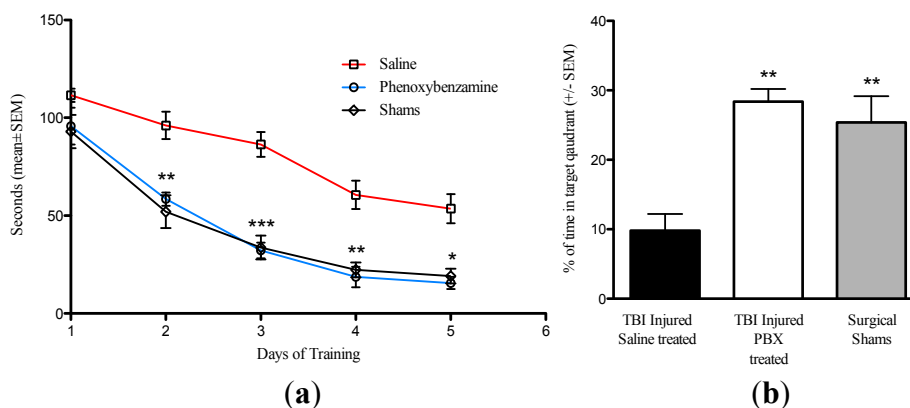 150
100
50
0
Seconds (mean±SEM)
Saline
Phenoxybenzamine
Shams
**
***
**
*
1 2 3 4 5 6
Days of Training
(a)
40
30
20
10
0
% of time in target qaudrant (+/- SEM)
**
**
TBI Injured
Saline treated
TBI Injured
PBX
treated
Surgical
Shams
(b)